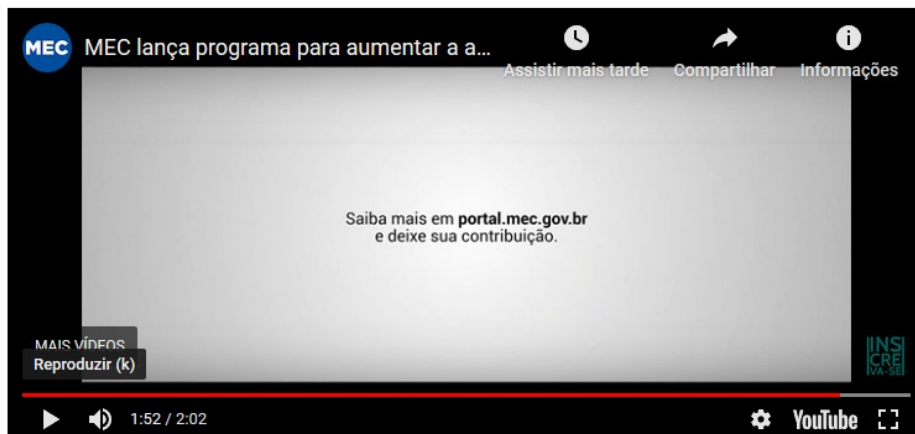 MEC MEC lança programa para aumentar a a...
Assistir mais tarde Compartilhar Informações
Saiba mais em portal.mec.gov.br
e deixe sua contribuição.
MAIS VÍDEOS
Reproduzir (k)
INS
CRE
VA-SE
1:52 / 2:02 YouTube